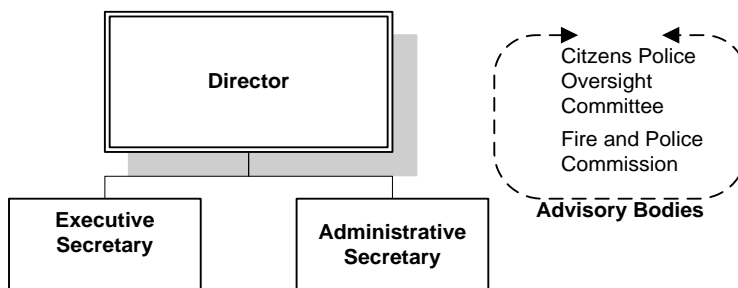 Director
Citzens Police
Oversight
Committee
Fire and Police
Commission
Advisory Bodies
Executive
Secretary
Administrative
Secretary